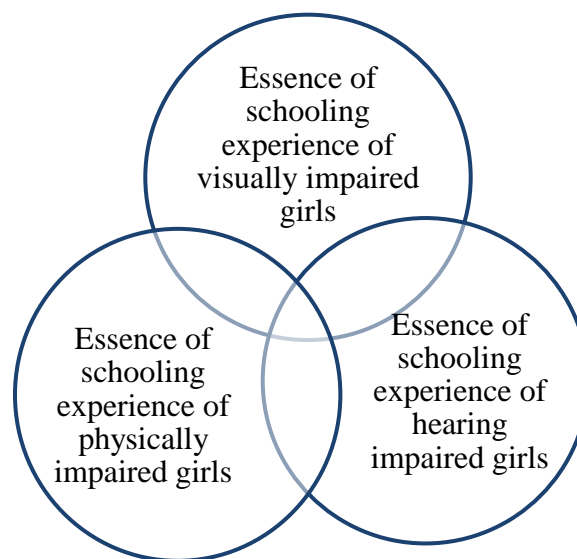 Essence of
schooling
experience of
visually impaired
girls
Essence of
schooling
experience of
physically
impaired girls
Essence of
schooling
experience of
hearing
impaired girls